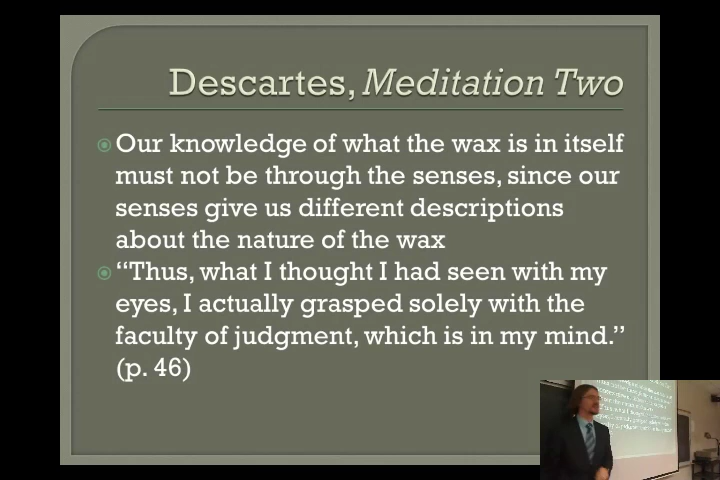 Descartes, Meditation Two
Our knowledge of what the wax is in itself
must not be through the senses, since our
senses give us different descriptions
about the nature of the wax
“Thus, what I thought I had seen with my
eyes, I actually grasped solely with the
faculty of judgment, which is in my mind.”
(p. 46)